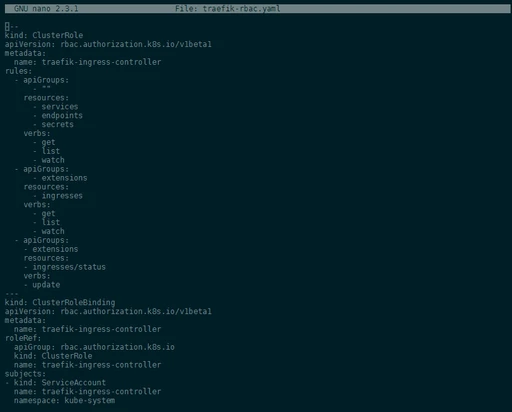 GNU nano 2.3.1 File: traefik-rbac.yaml
---
kind: ClusterRole
apiVersion: rbac.authorization.k8s.io/v1beta1
metadata:
  name: traefik-ingress-controller
rules:
  - apiGroups:
      - ""
    resources:
      - services
      - endpoints
      - secrets
    verbs:
      - get
      - list
      - watch
  - apiGroups:
      - extensions
    resources:
      - ingresses
    verbs:
      - get
      - list
      - watch
  - apiGroups:
    - extensions
    resources:
    - ingresses/status
    verbs:
    - update
---
kind: ClusterRoleBinding
apiVersion: rbac.authorization.k8s.io/v1beta1
metadata:
  name: traefik-ingress-controller
roleRef:
  apiGroup: rbac.authorization.k8s.io
  kind: ClusterRole
  name: traefik-ingress-controller
subjects:
- kind: ServiceAccount
  name: traefik-ingress-controller
  namespace: kube-system